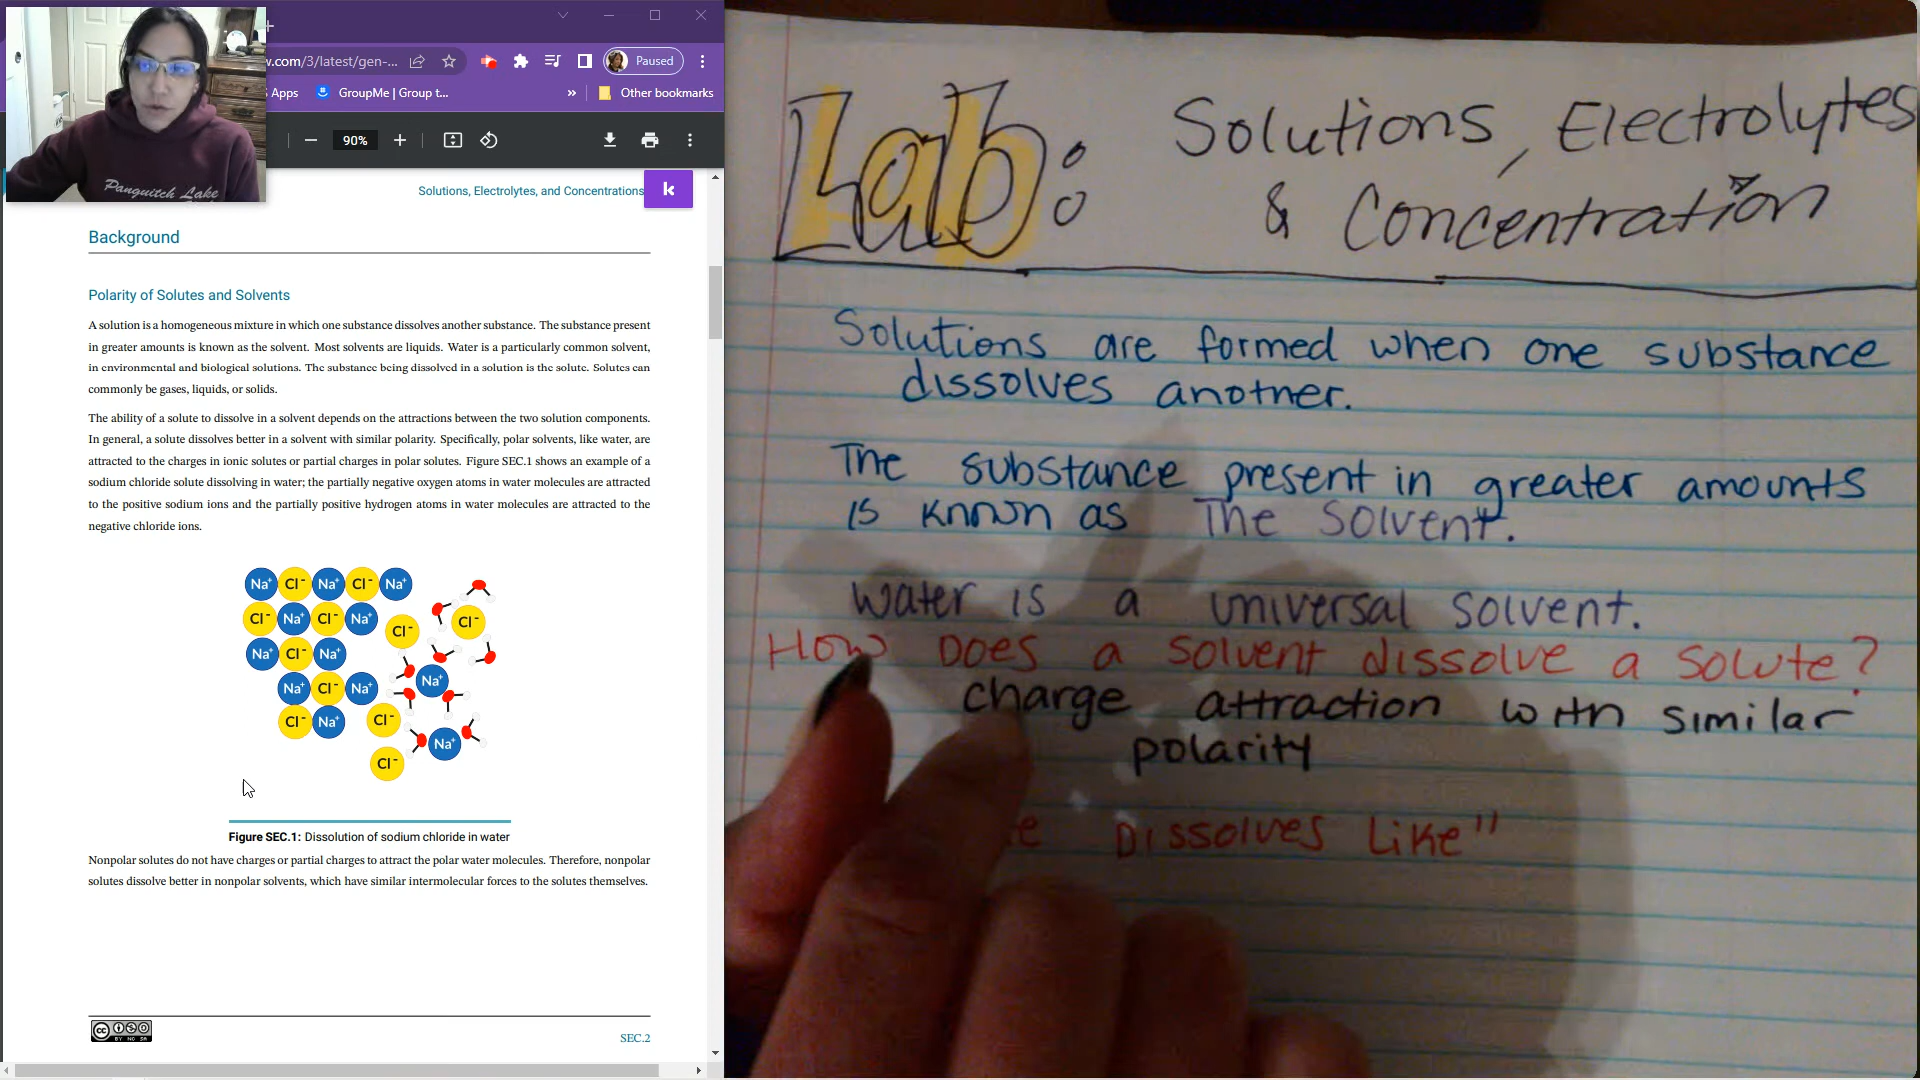 w.com/3/latest/gen-...
Paused
Apps
GroupMe | Group t...
»
Other bookmarks
90%
Panguitch Lake
Solutions, Electrolytes, and Concentrations
k
Background
Polarity of Solutes and Solvents
A solution is a homogeneous mixture in which one substance dissolves another substance. The substance present
in greater amounts is known as the solvent. Most solvents are liquids. Water is a particularly common solvent,
in environmental and biological solutions. The substance being dissolved in a solution is the solute. Solutes can
commonly be gases, liquids, or solids.
The ability of a solute to dissolve in a solvent depends on the attractions between the two solution components.
In general, a solute dissolves better in a solvent with similar polarity. Specifically, polar solvents, like water, are
attracted to the charges in ionic solutes or partial charges in polar solutes. Figure SEC.1 shows an example of a
sodium chloride solute dissolving in water; the partially negative oxygen atoms in water molecules are attracted
to the positive sodium ions and the partially positive hydrogen atoms in water molecules are attracted to the
negative chloride ions.
Na⁺ Cl⁻ Na⁺ Cl⁻ Na⁺
Cl⁻ Na⁺ Cl⁻ Na⁺ Cl⁻ Cl⁻
Na⁺ Cl⁻ Na⁺
Na⁺ Cl⁻ Na⁺ Na⁺
Cl⁻ Na⁺ Cl⁻
Na⁺
Cl⁻
Figure SEC.1: Dissolution of sodium chloride in water
Nonpolar solutes do not have charges or partial charges to attract the polar water molecules. Therefore, nonpolar
solutes dissolve better in nonpolar solvents, which have similar intermolecular forces to the solutes themselves.
cc BY NC SA
SEC.2
Lab: Solutions, Electrolytes
& Concentration
Solutions are formed when one substance
dissolves another.
The substance present in greater amounts
is known as The Solvent.
Water is a universal solvent.
How Does a solvent dissolve a solute?
charge attraction with similar
polarity
Dissolves Like"